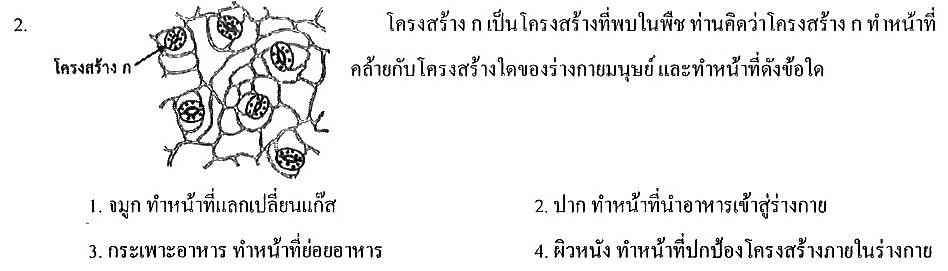 2.
โครงสร้าง ก เป็นโครงสร้างที่พบในพืช ท่านคิดว่าโครงสร้าง ก ทำหน้าที่
โครงสร้าง ก
คล้ายกับโครงสร้างใดของร่างกายมนุษย์ และทำหน้าที่ดังข้อใด
1. จมูก ทำหน้าที่แลกเปลี่ยนแก๊ส
2. ปาก ทำหน้าที่นำอาหารเข้าสู่ร่างกาย
3. กระเพาะอาหาร ทำหน้าที่ย่อยอาหาร
4. ผิวหนัง ทำหน้าที่ปกป้องโครงสร้างภายในร่างกาย